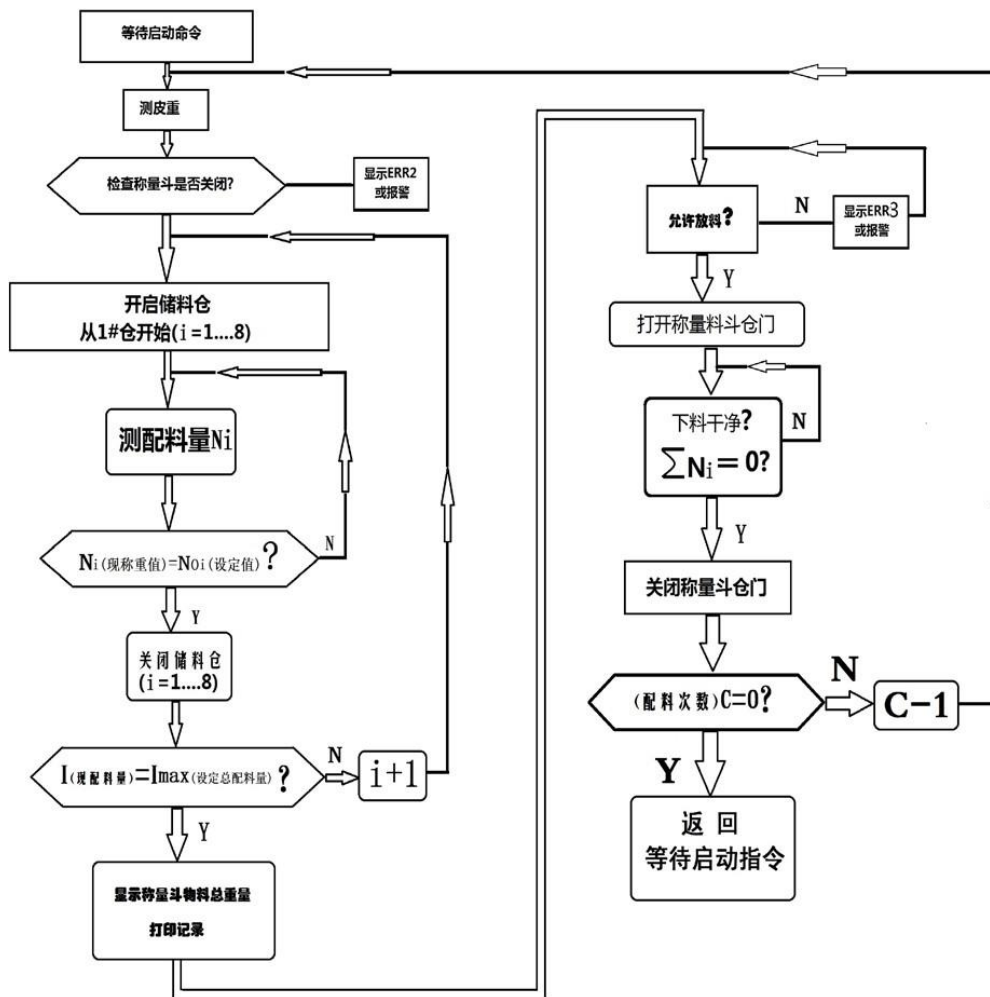 等待启动命令
测皮重
检查称量斗是否关闭?
显示ERR2
或报警
开启储料仓
从1#仓开始(i=1....8)
测配料量Ni
Ni(现称重值)=N0i(设定值)?
N
Y
关闭储料仓
(i=1....8)
I(现配料量)=Imax(设定总配料量)?
N
i+1
Y
显示称量斗物料总重量
打印记录
允许放料?
N
显示ERR3
或报警
Y
打开称量料斗仓门
下料干净?
∑Ni=0?
N
Y
关闭称量斗仓门
(配料次数)C=0?
N
C-1
Y
返回
等待启动指令